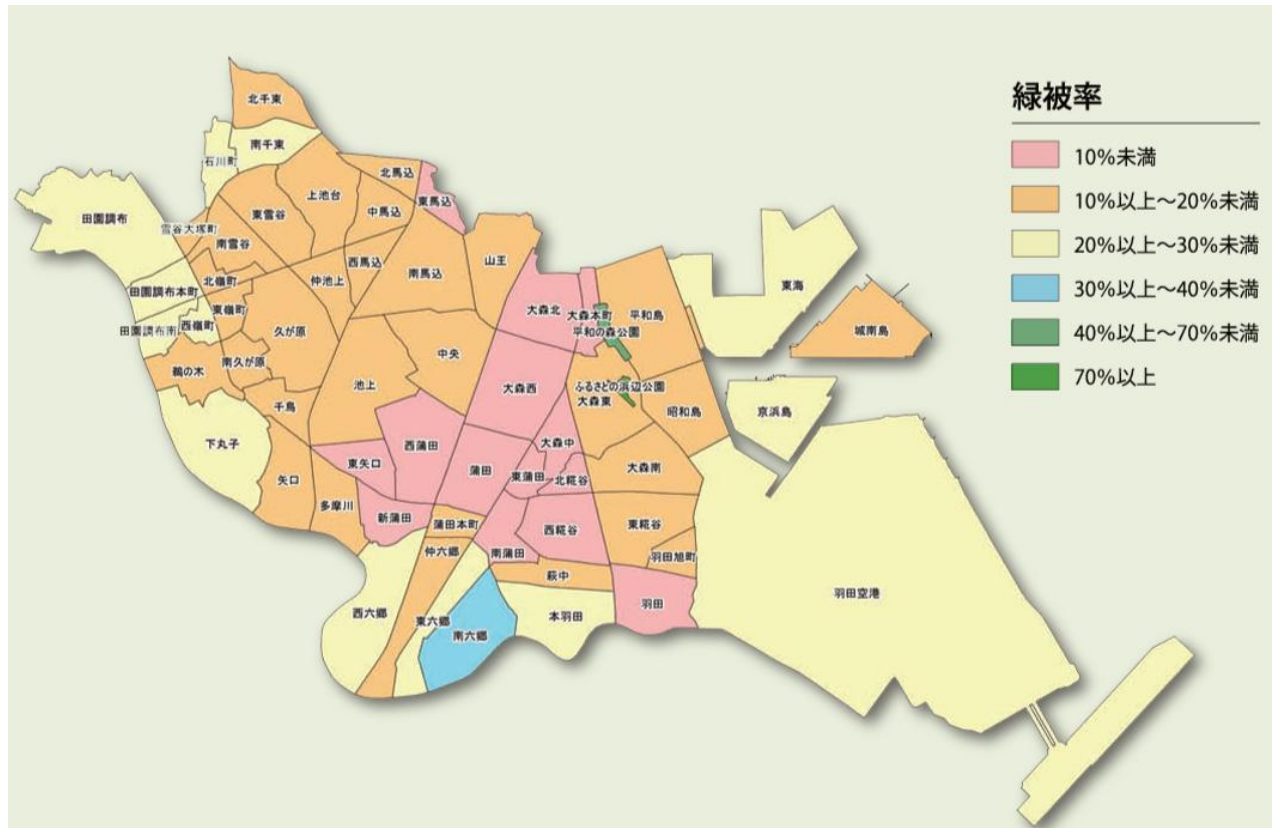 緑被率
10%未満
10%以上～20%未満
20%以上～30%未満
30%以上～40%未満
40%以上～70%未満
70%以上
北千束
南千束
石川町
北馬込
上池台
東馬込
中馬込
東雪谷
田園調布
雪谷大塚町
南雪谷
西馬込
山王
南馬込
仲池上
北嶺町
田園調布本町
東嶺町
西嶺町
田園調布南
久が原
大森北
大森本町
平和島
平和の森公園
東海
城南島
中央
南久が原
鵜の木
池上
大森西
ふるさとの浜辺公園
大森東
昭和島
京浜島
千鳥
下丸子
西蒲田
大森中
東矢口
蒲田
東蒲田
北糀谷
大森南
矢口
多摩川
新蒲田
蒲田本町
西糀谷
東糀谷
仲六郷
南蒲田
羽田旭町
萩中
羽田空港
西六郷
東六郷
南六郷
本羽田
羽田